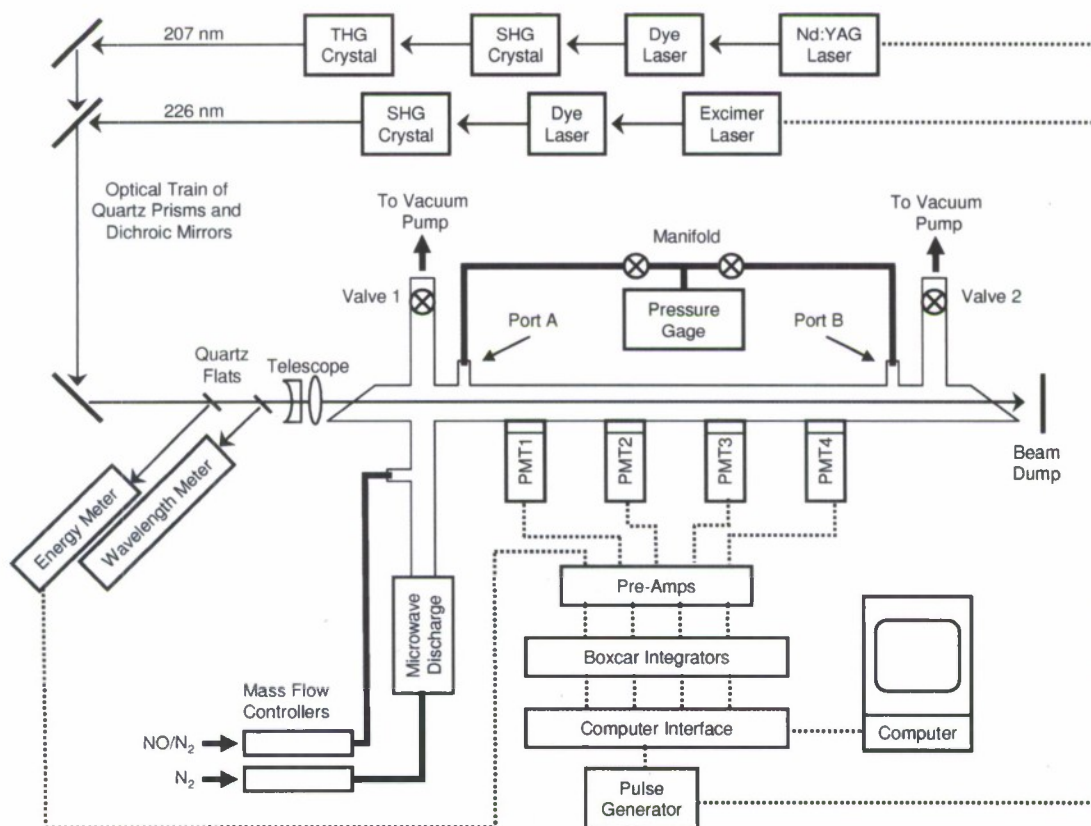 207 nm
THG
Crystal
SHG
Crystal
Dye
Laser
Nd:YAG
Laser
226 nm
SHG
Crystal
Dye
Laser
Excimer
Laser
Optical Train of
Quartz Prisms and
Dichroic Mirrors
To Vacuum
Pump
To Vacuum
Pump
Manifold
Valve 1
Pressure
Gage
Valve 2
Port A
Port B
Quartz
Flats
Telescope
Beam
Dump
PMT1
PMT2
PMT3
PMT4
Energy Meter
Wavelength Meter
Microwave
Discharge
Pre-Amps
Boxcar Integrators
Computer Interface
Computer
Pulse
Generator
Mass Flow
Controllers
NO/N₂
N₂